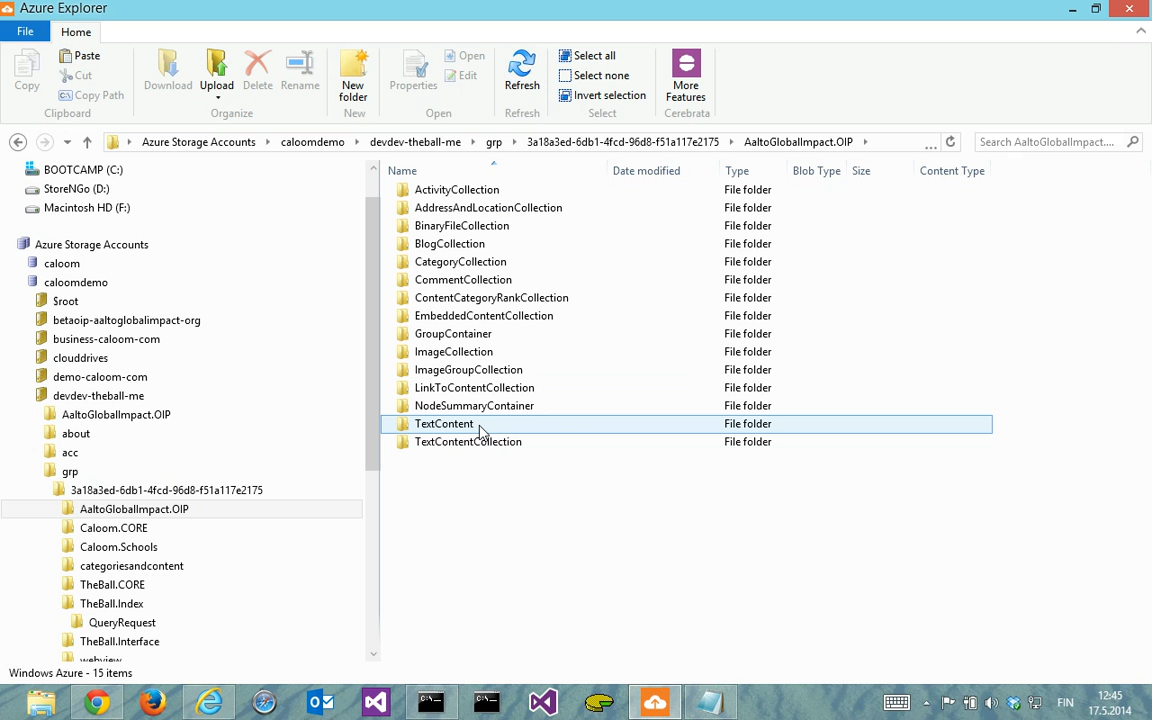 Azure Explorer
File
Home
Copy
Paste
Cut
Copy Path
Clipboard
Download
Upload
Delete
Rename
Organize
New folder
New
Properties
Open
Edit
Open
Refresh
Refresh
Select all
Select none
Invert selection
Select
More Features
Cerebrata
Azure Storage Accounts
caloomdemo
devdev-theball-me
grp
3a18a3ed-6db1-4fcd-96d8-f51a117e2175
AaltoGlobalImpact.OIP
...
Search AaltoGlobalImpact....
BOOTCAMP (C:)
StoreNGo (D:)
Macintosh HD (F:)
Azure Storage Accounts
caloom
caloomdemo
$root
betaoip-aaltoglobalimpact-org
business-caloom-com
clouddrives
demo-caloom-com
devdev-theball-me
AaltoGlobalImpact.OIP
about
acc
grp
3a18a3ed-6db1-4fcd-96d8-f51a117e2175
AaltoGlobalImpact.OIP
Caloom.CORE
Caloom.Schools
categoriesandcontent
TheBall.CORE
TheBall.Index
QueryRequest
TheBall.Interface
webview
Name Date modified Type Blob Type Size Content Type
ActivityCollection File folder
AddressAndLocationCollection File folder
BinaryFileCollection File folder
BlogCollection File folder
CategoryCollection File folder
CommentCollection File folder
ContentCategoryRankCollection File folder
EmbeddedContentCollection File folder
GroupContainer File folder
ImageCollection File folder
ImageGroupCollection File folder
LinkToContentCollection File folder
NodeSummaryContainer File folder
TextContent File folder
TextContentCollection File folder
Windows Azure - 15 items
FIN
12:45
17.5.2014